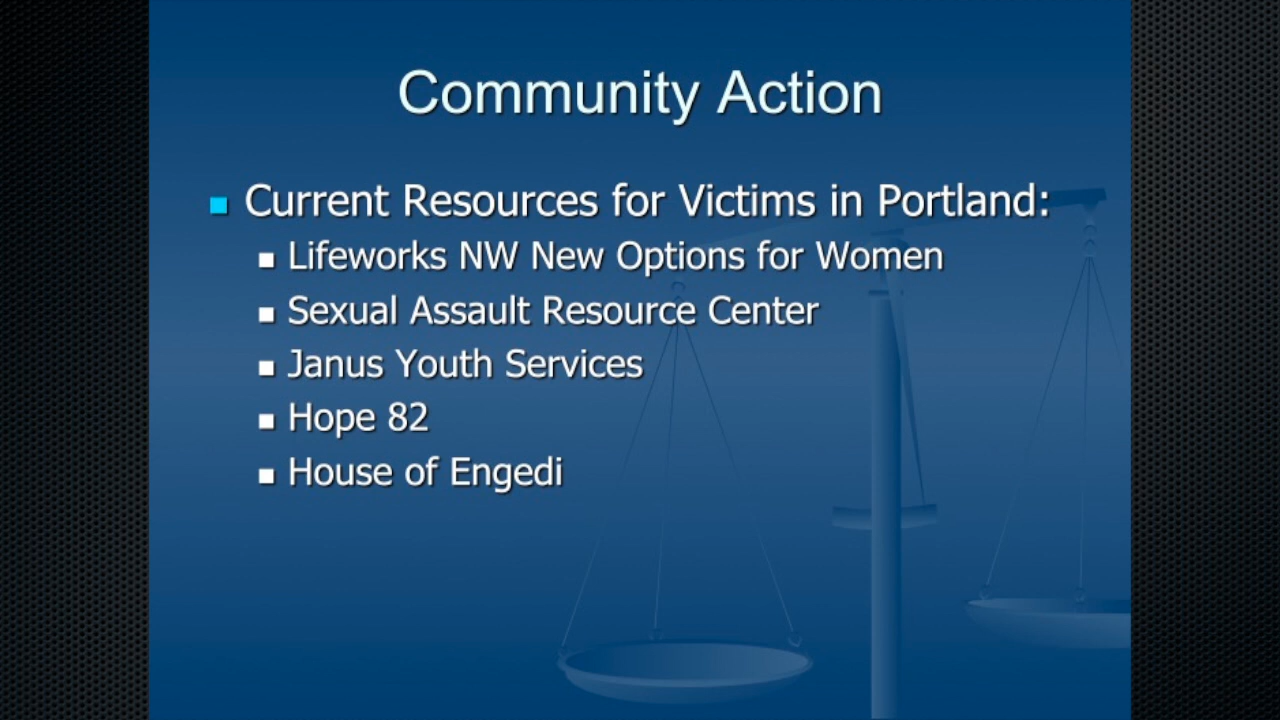 Community Action
Current Resources for Victims in Portland:
Lifeworks NW New Options for Women
Sexual Assault Resource Center
Janus Youth Services
Hope 82
House of Engedi